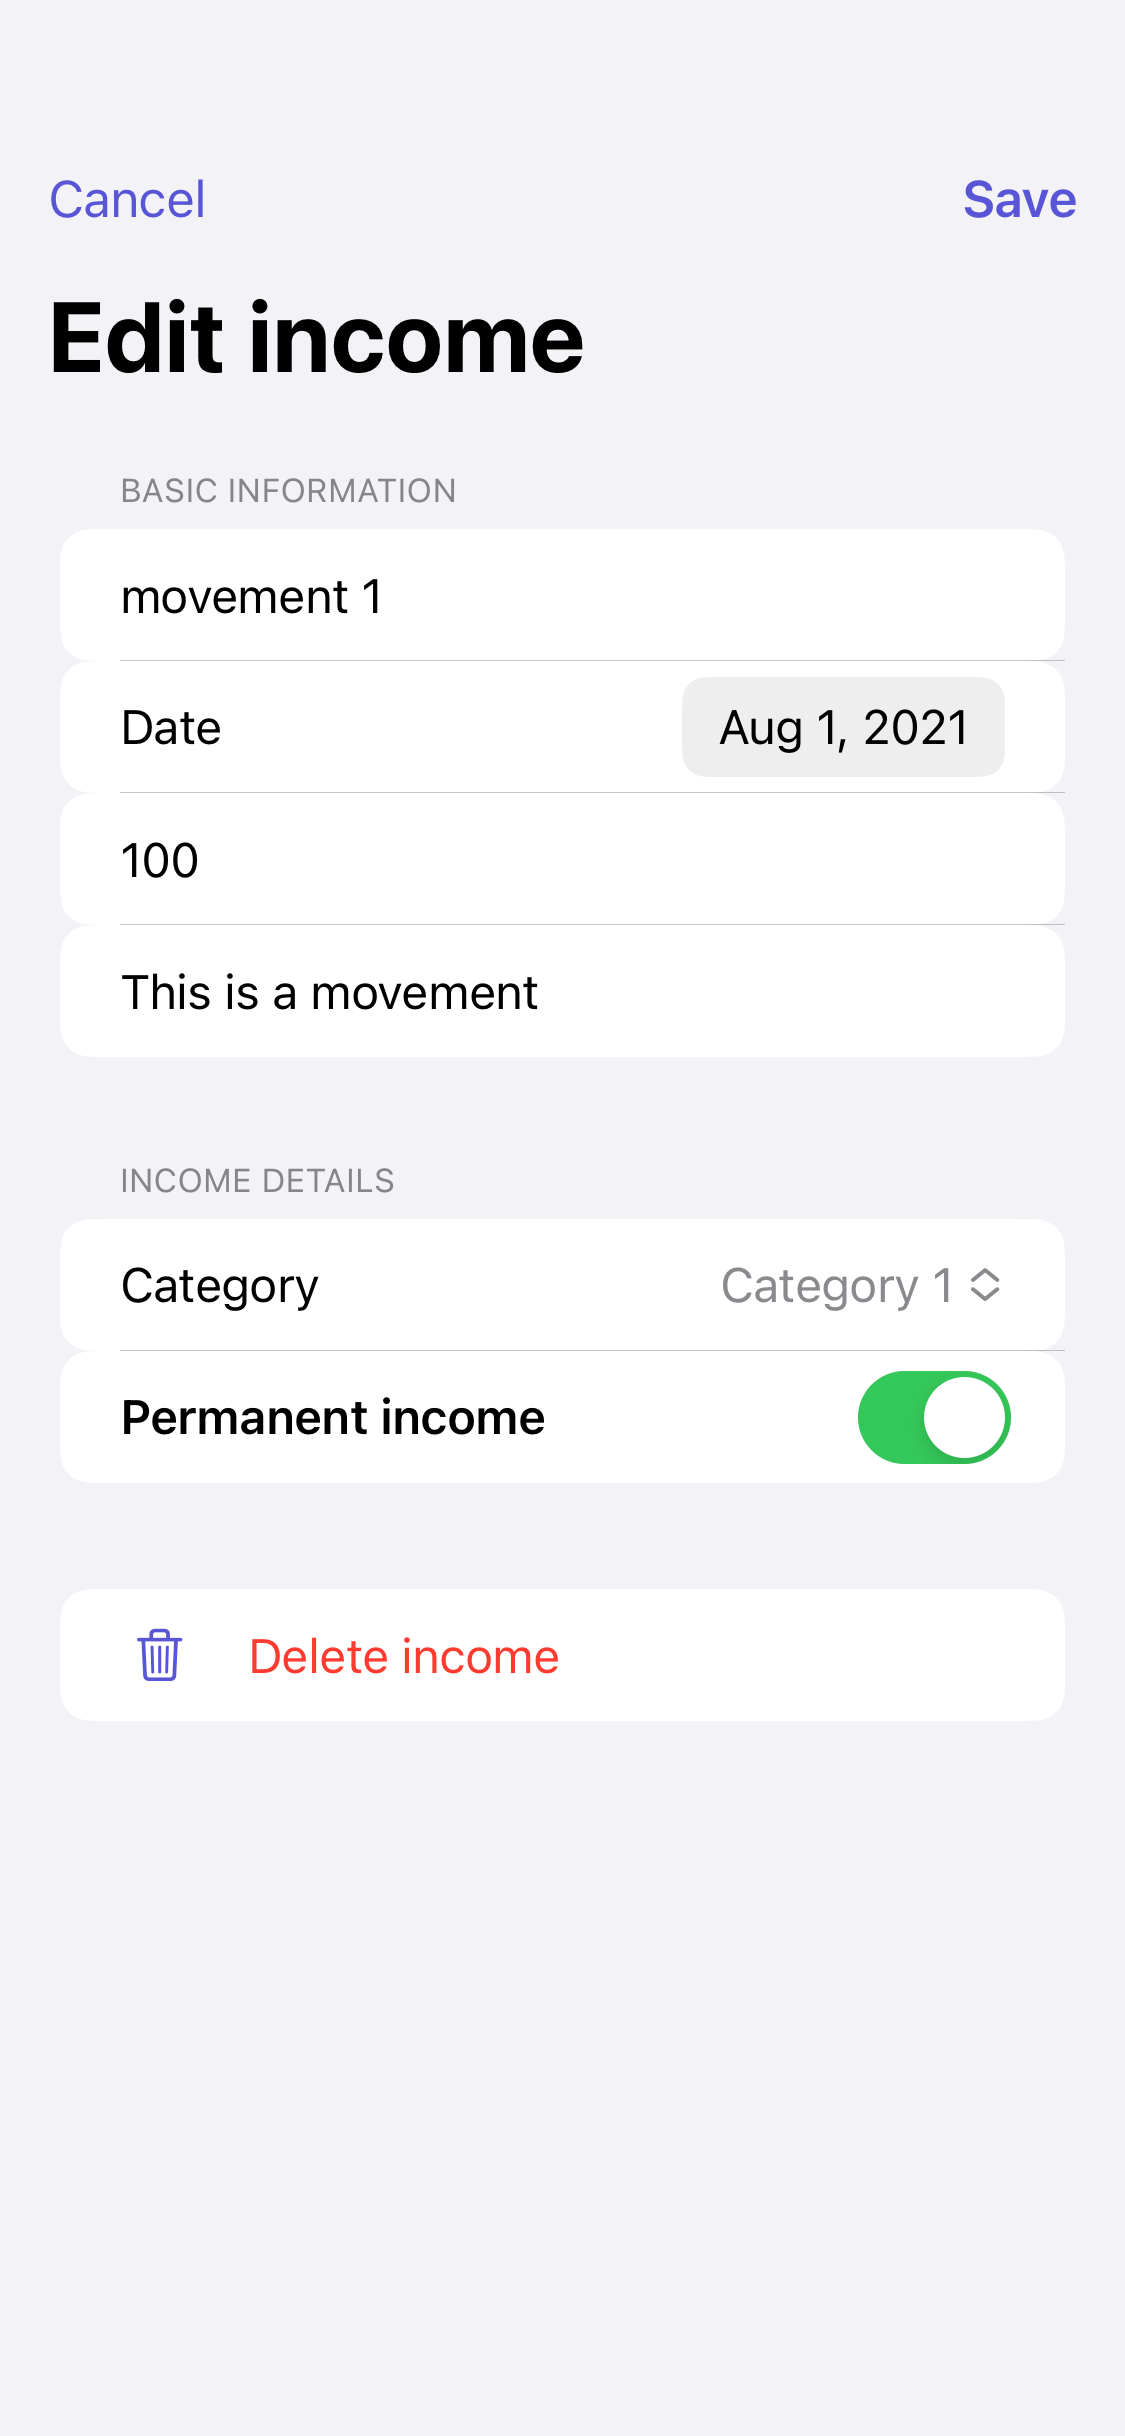 Cancel
Save
Edit income
BASIC INFORMATION
movement 1
Date
Aug 1, 2021
100
This is a movement
INCOME DETAILS
Category
Category 1
Permanent income
Delete income